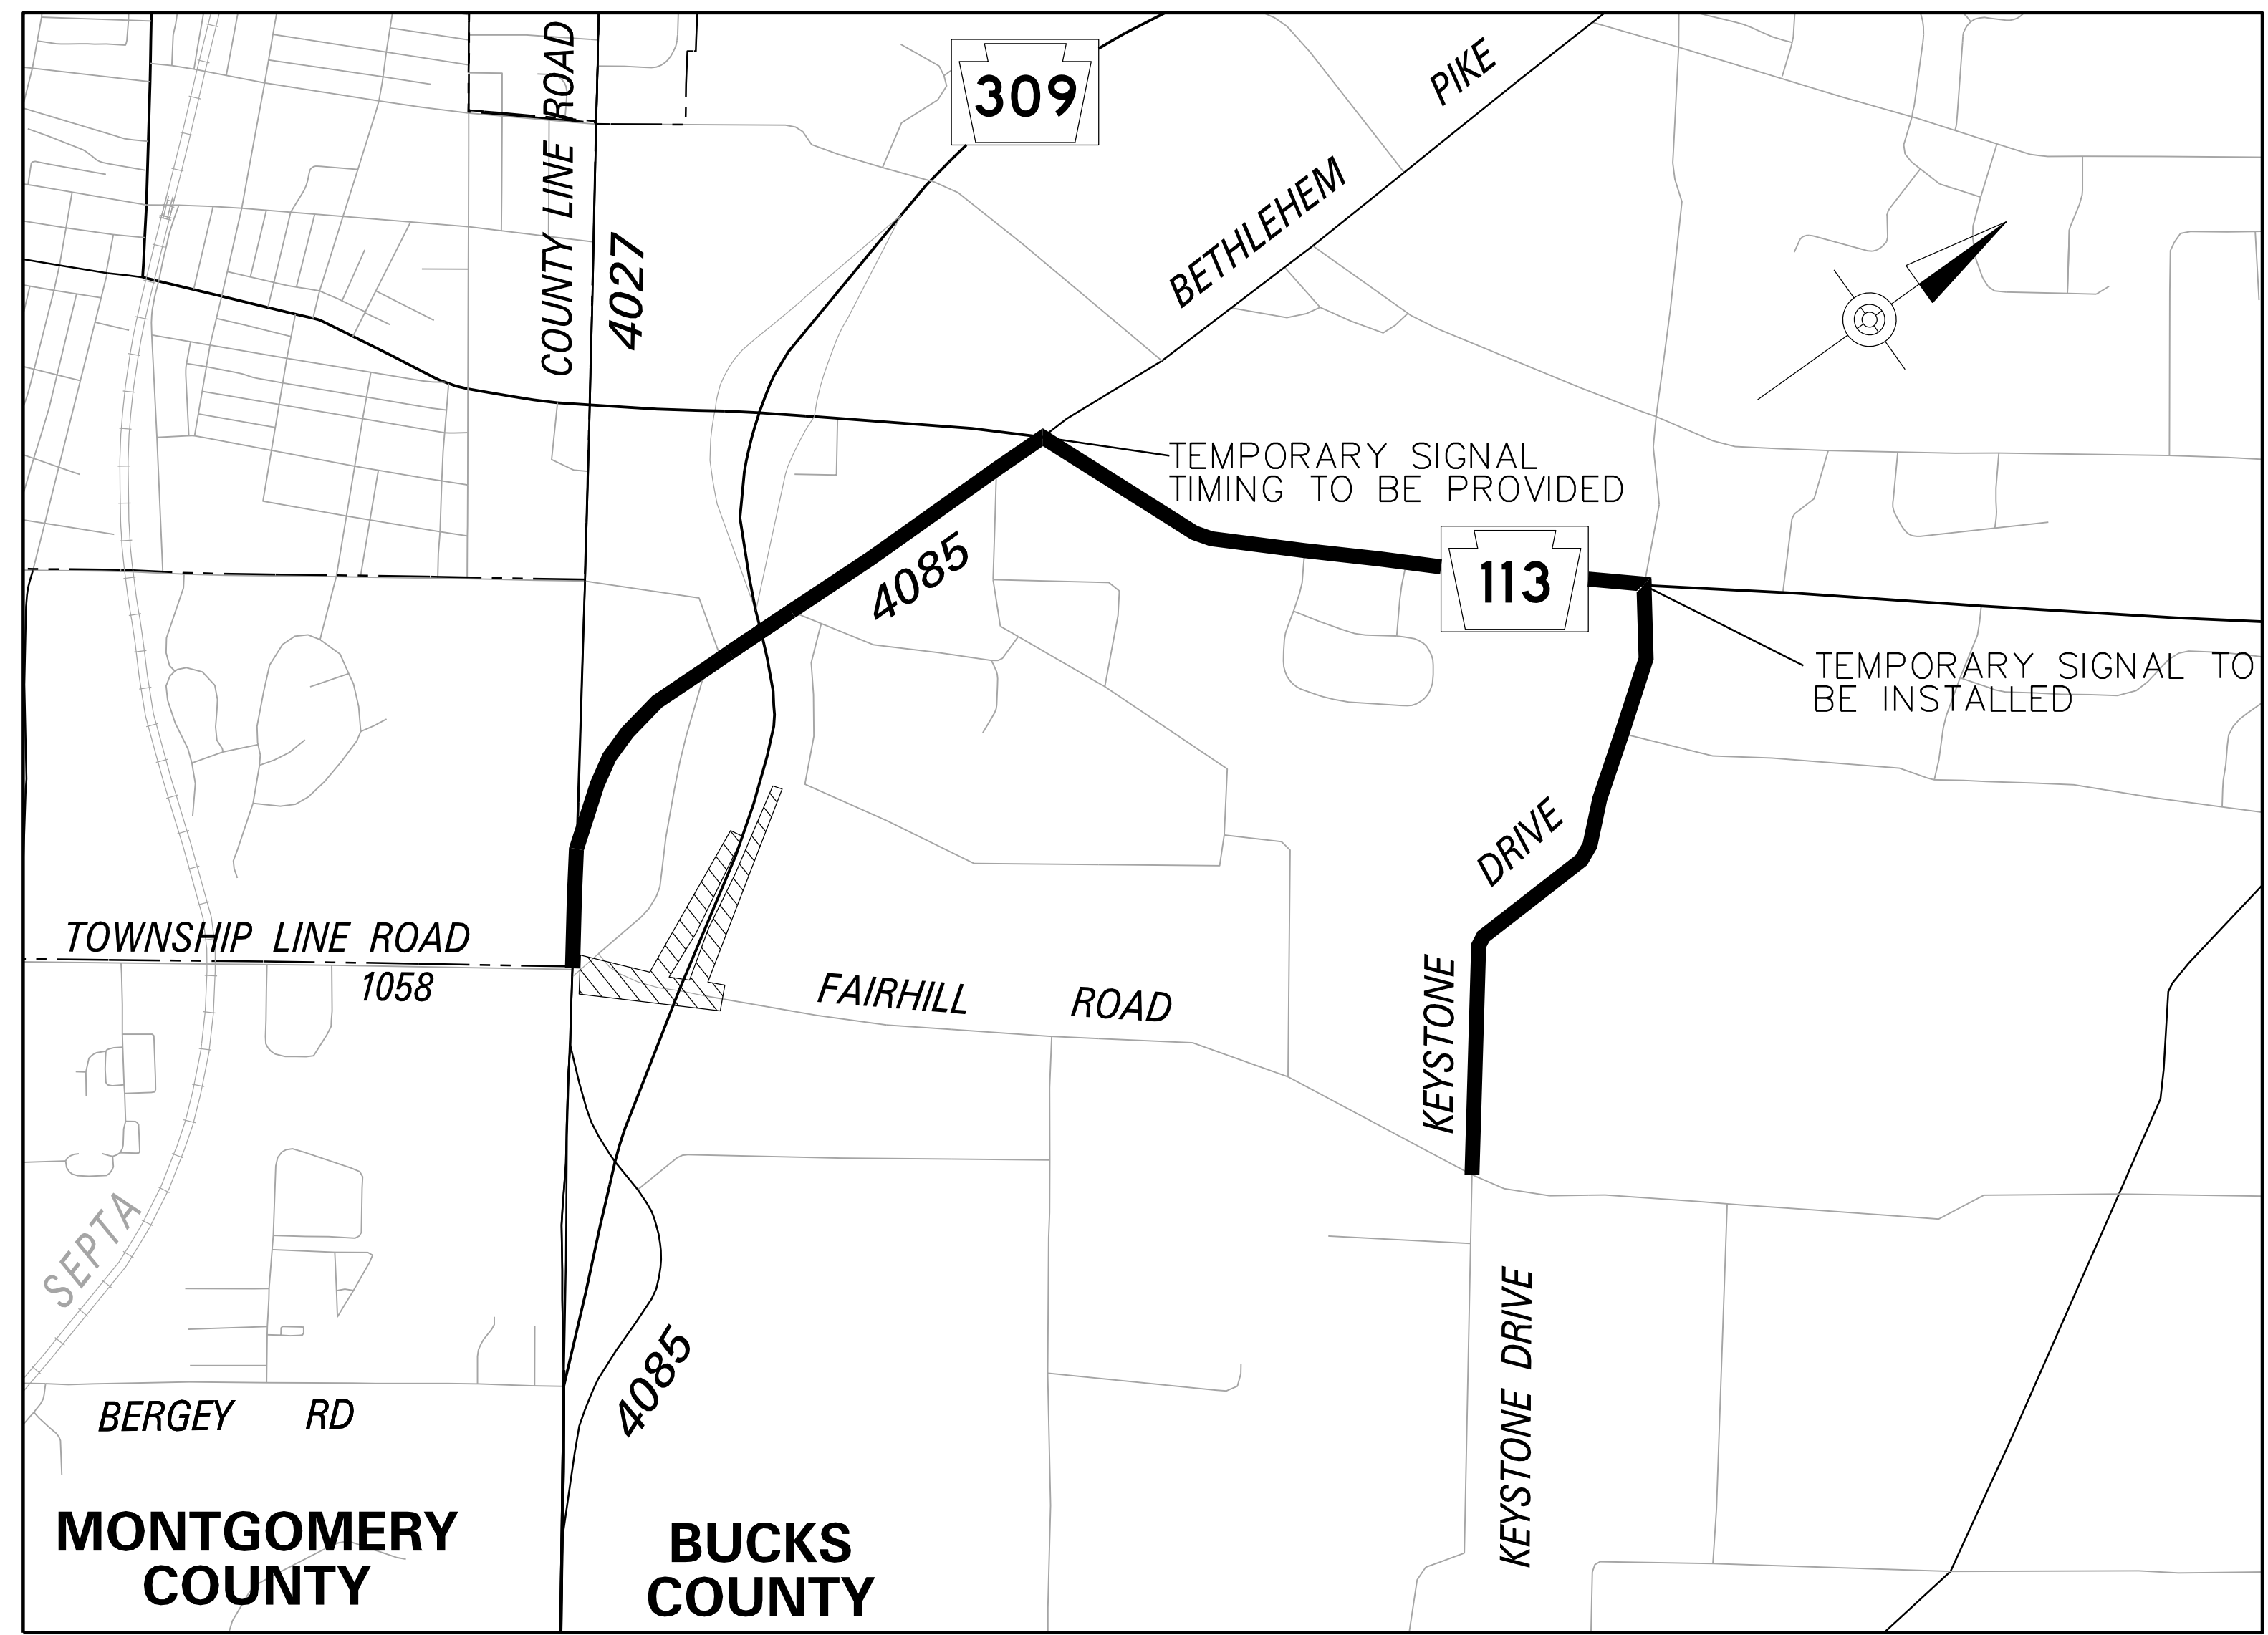 COUNTY LINE ROAD
4027
309
BETHLEHEM PIKE
TEMPORARY SIGNAL
TIMING TO BE PROVIDED
4085
113
TEMPORARY SIGNAL TO
BE INSTALLED
KEYSTONE DRIVE
TOWNSHIP LINE ROAD
1058
FAIRHILL ROAD
SEPTA
KEYSTONE DRIVE
4085
BERGEY RD
MONTGOMERY
COUNTY
BUCKS
COUNTY